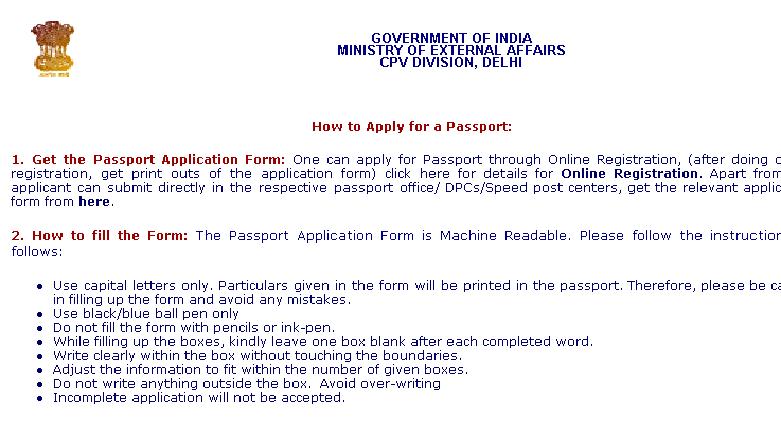 GOVERNMENT OF INDIA
MINISTRY OF EXTERNAL AFFAIRS
CPV DIVISION, DELHI
How to Apply for a Passport:
1. Get the Passport Application Form: One can apply for Passport through Online Registration, (after doing
registration, get print outs of the application form) click here for details for Online Registration. Apart from
applicant can submit directly in the respective passport office/ DPCs/Speed post centers, get the relevant
form from here.
2. How to fill the Form: The Passport Application Form is Machine Readable. Please follow the
follows:
• Use capital letters only. Particulars given in the form will be printed in the passport. Therefore, please be
in filling up the form and avoid any mistakes.
• Use black/blue ball pen only
• Do not fill the form with pencils or ink-pen.
• While filling up the boxes, kindly leave one box blank after each completed word.
• Write clearly within the box without touching the boundaries.
• Adjust the information to fit within the number of given boxes.
• Do not write anything outside the box. Avoid over-writing
• Incomplete application will not be accepted.